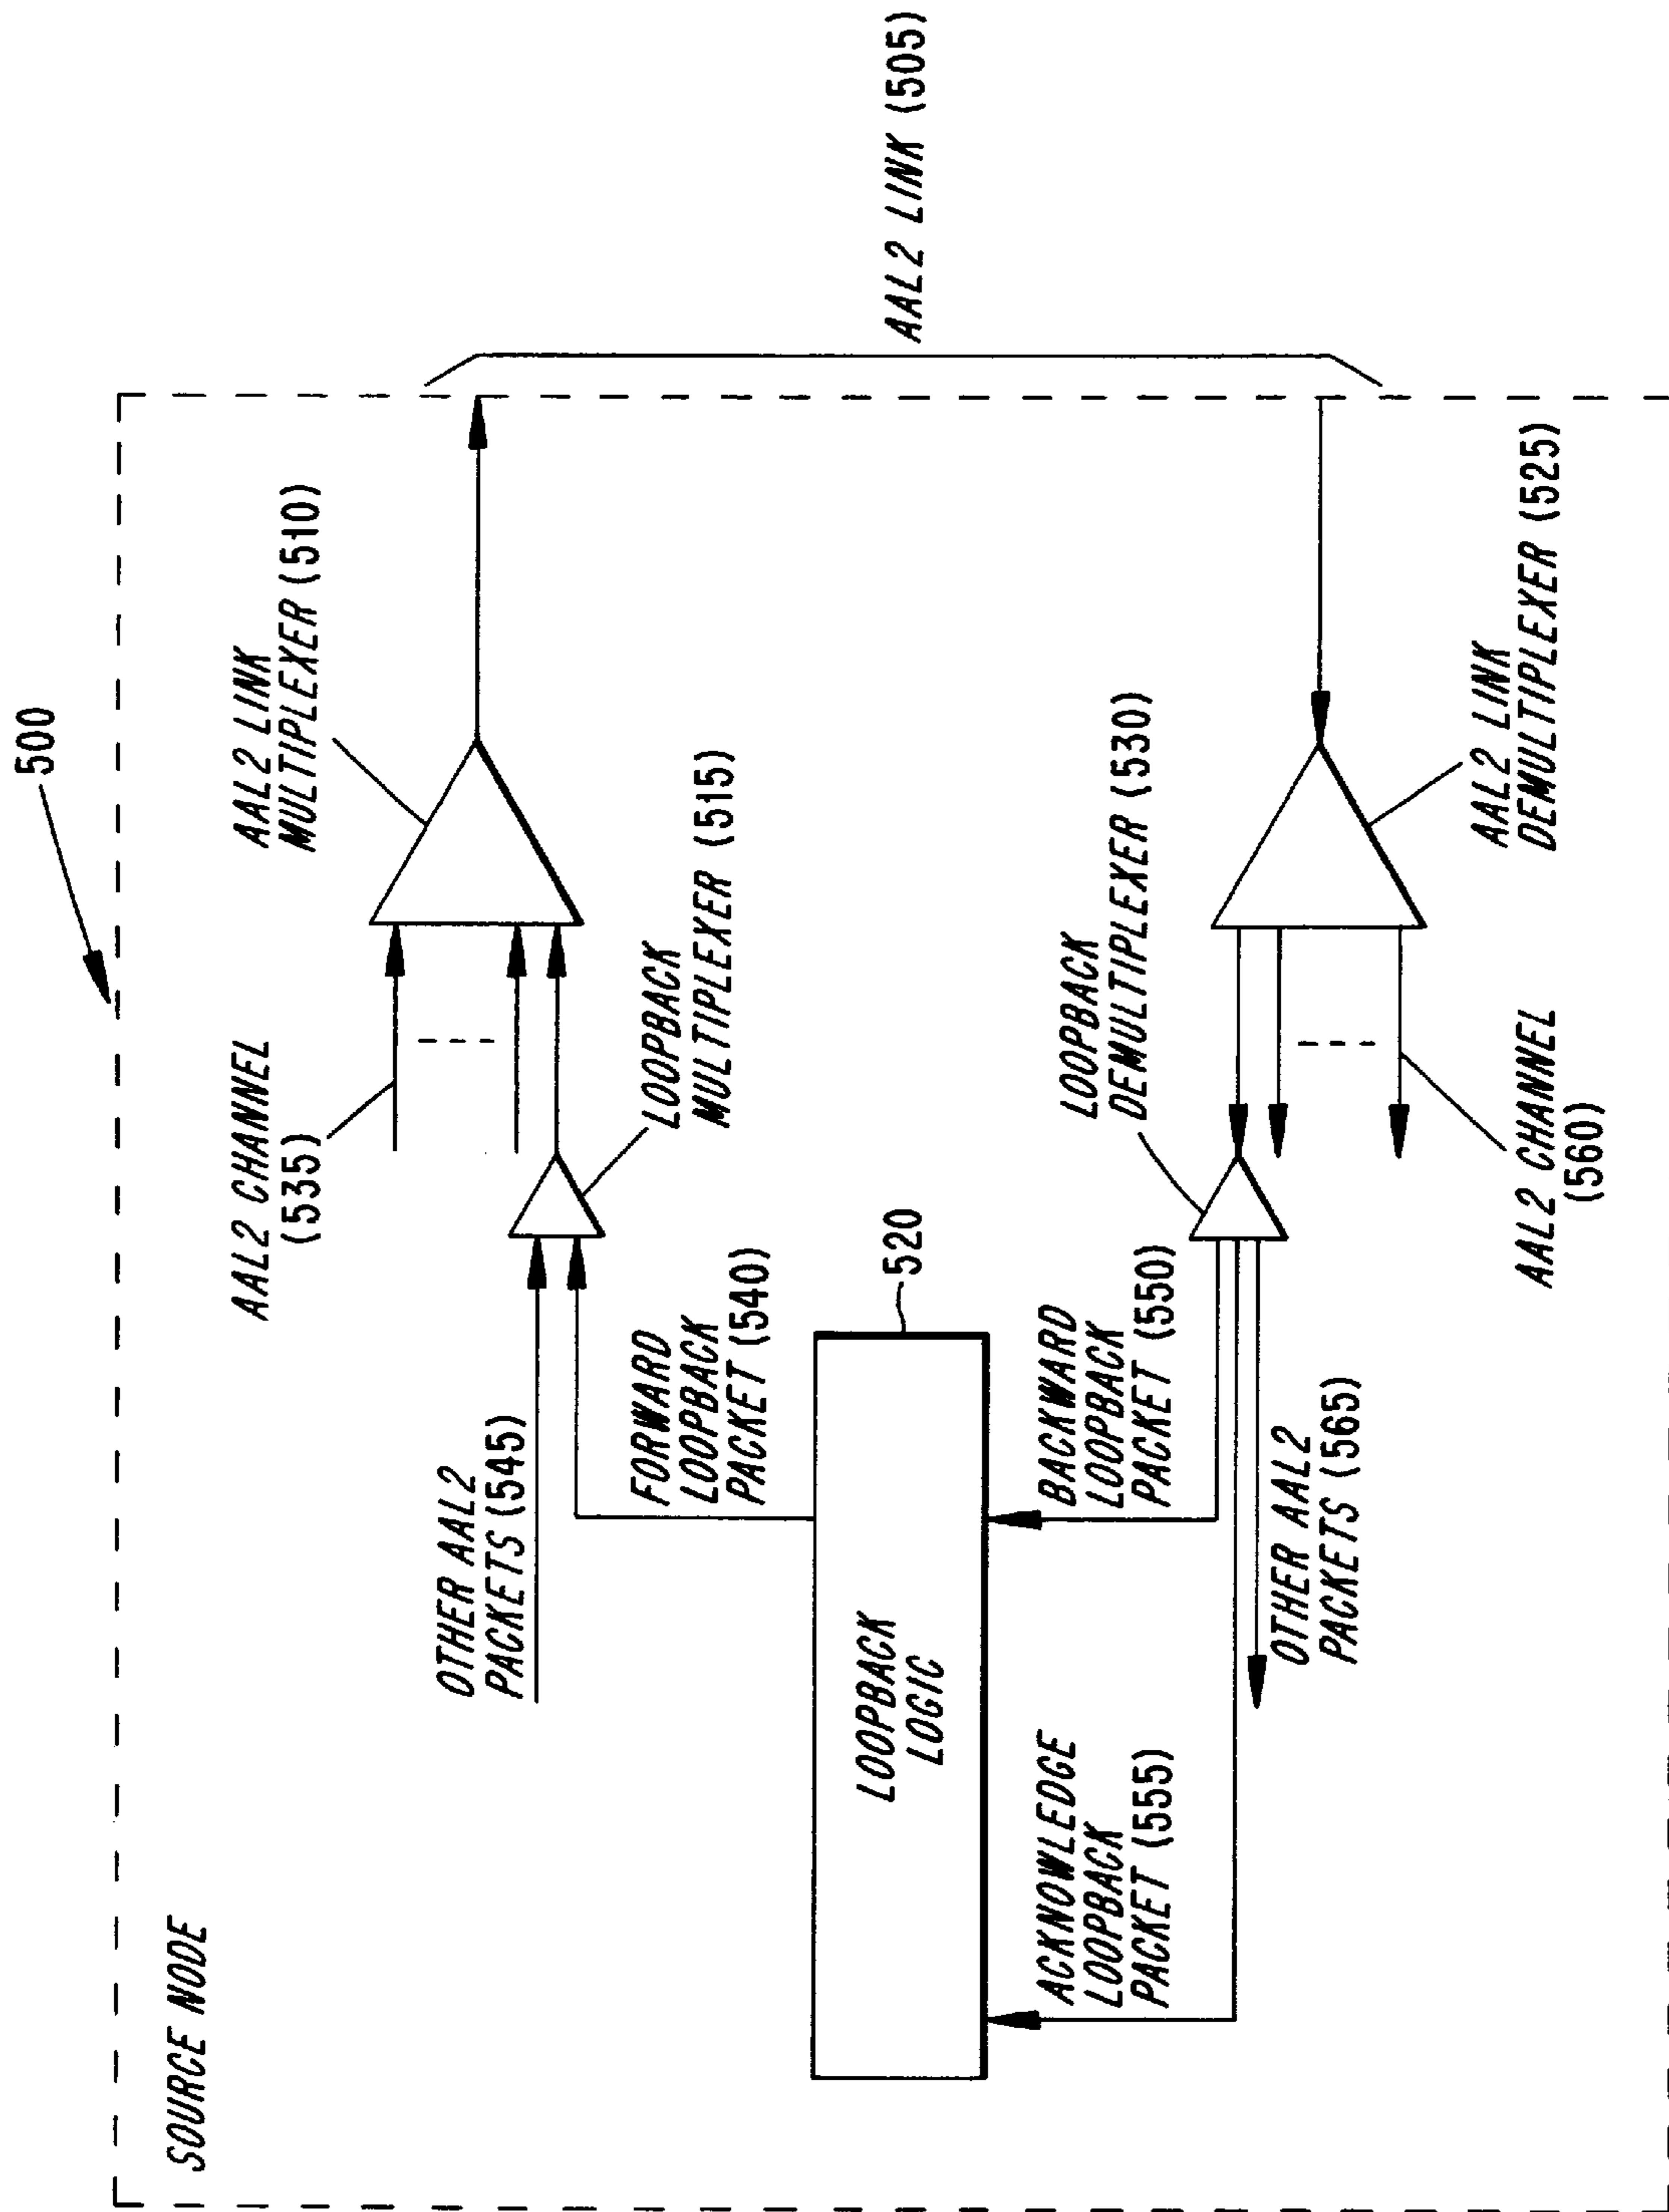 500
SOURCE NODE
AAL2 LINK
MULTIPLEXER (510)
AAL2 CHANNEL
(535)
OTHER AAL2
PACKETS (545)
LOOPBACK
MULTIPLEXER (515)
FORWARD
LOOPBACK
PACKET (540)
520
LOOPBACK
LOGIC
AAL2 LINK (505)
ACKNOWLEDGE
LOOPBACK
PACKET (555)
BACKWARD
LOOPBACK
PACKET (550)
LOOPBACK
DEMULTIPLEXER (530)
OTHER AAL2
PACKETS (565)
AAL2 LINK
DEMULTIPLEXER (525)
AAL2 CHANNEL
(560)